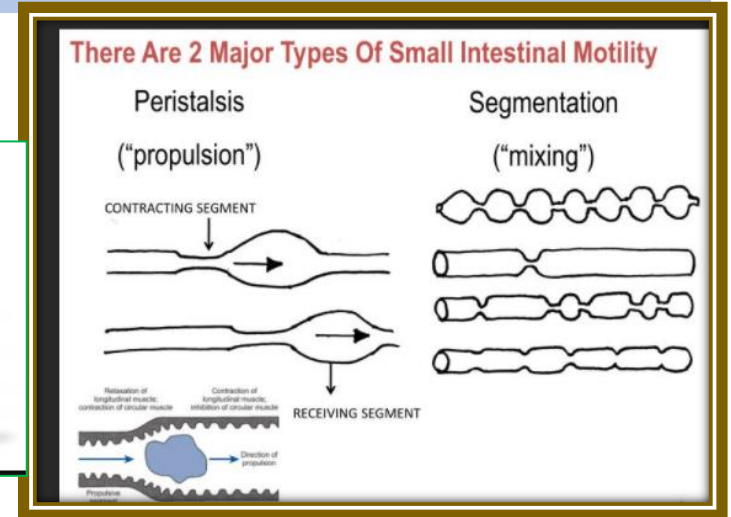 There Are 2 Major Types Of Small Intestinal Motility
Peristalsis
("propulsion")
CONTRACTING SEGMENT
RECEIVING SEGMENT
Relaxation of
longitudinal muscle;
contraction of circular muscle
Contraction of
longitudinal muscle;
inhibition of circular muscle
Direction of
propulsion
Propulsive
Segmentation
("mixing")